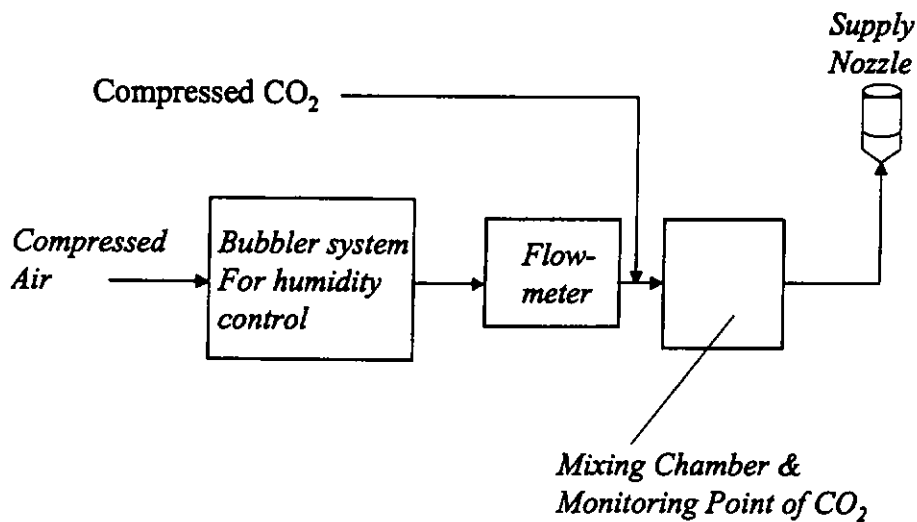 Supply
Nozzle
Compressed CO₂
Compressed
Air
Bubbler system
For humidity
control
Flow-
meter
Mixing Chamber &
Monitoring Point of CO₂